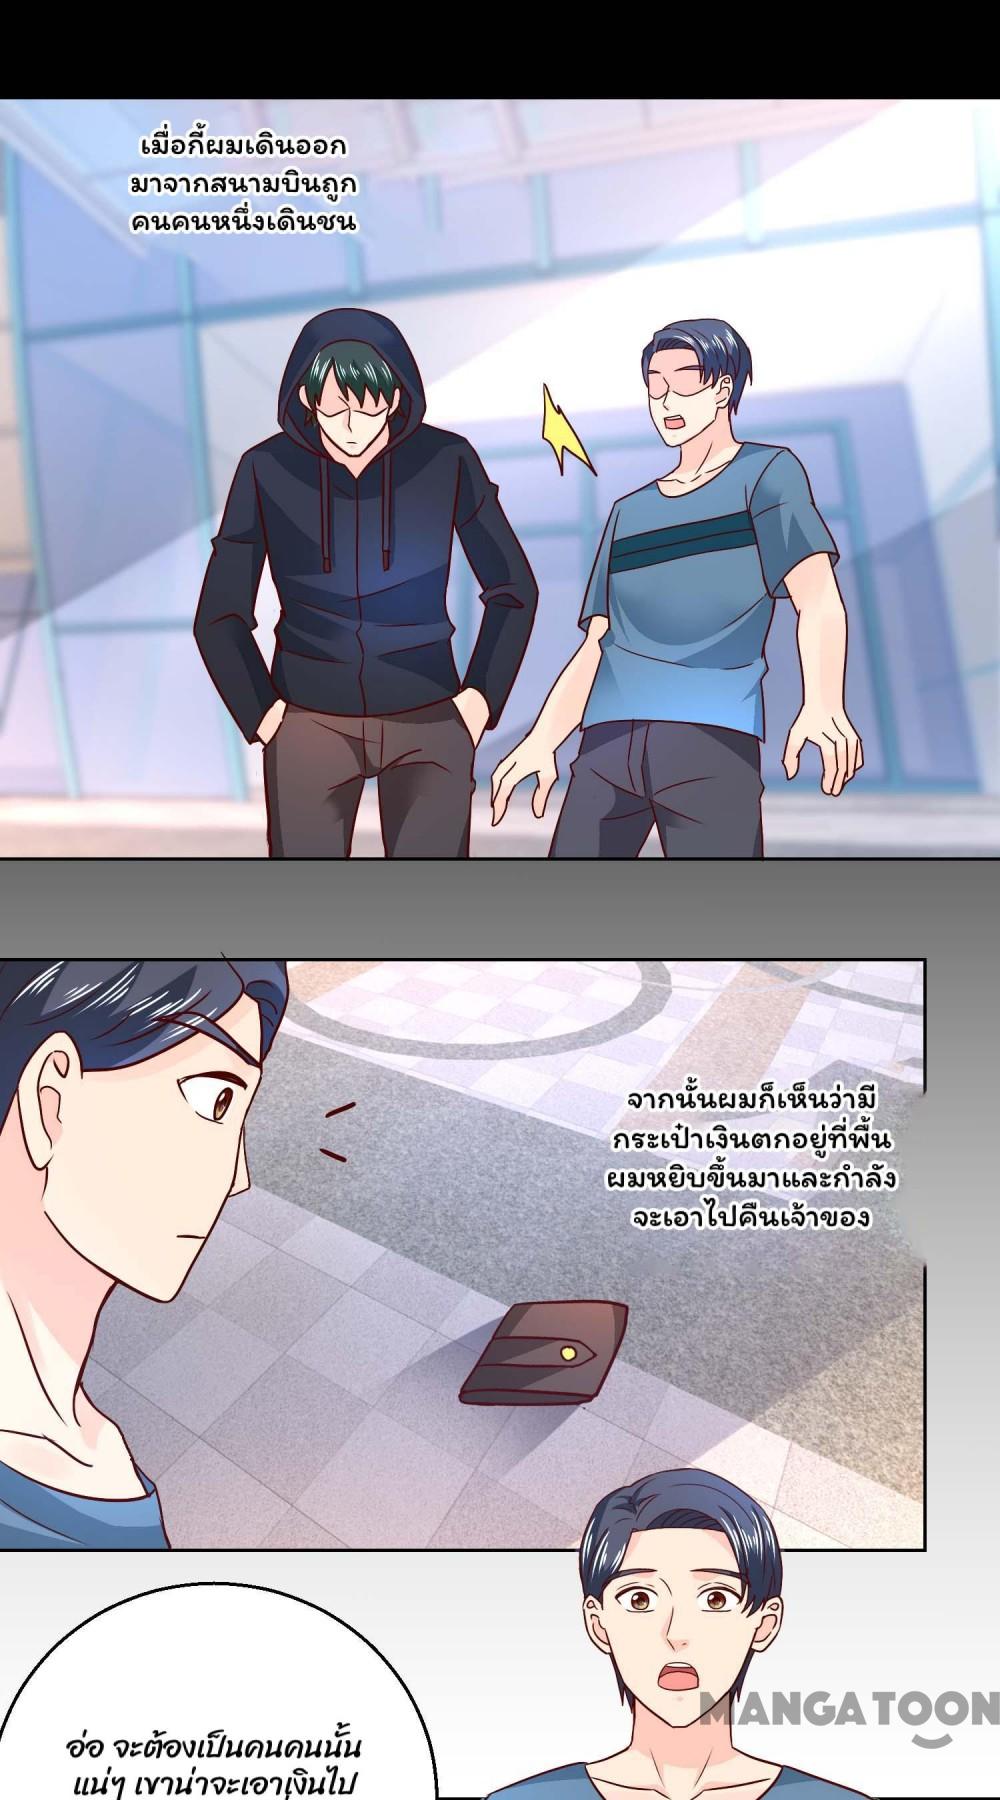 เมื่อกี้ผมเดินออก
มาจากสนามบินถูก
คนคนหนึ่งเดินชน
จากนั้นผมก็เห็นว่ามี
กระเป๋าเงินตกอยู่ที่พื้น
ผมหยิบขึ้นมาและกำลัง
จะเอาไปคืนเจ้าของ
MANGATOON
อ่อ จะต้องเป็นคนคนนั้น
แน่ๆ เขาน่าจะเอาเงินไป